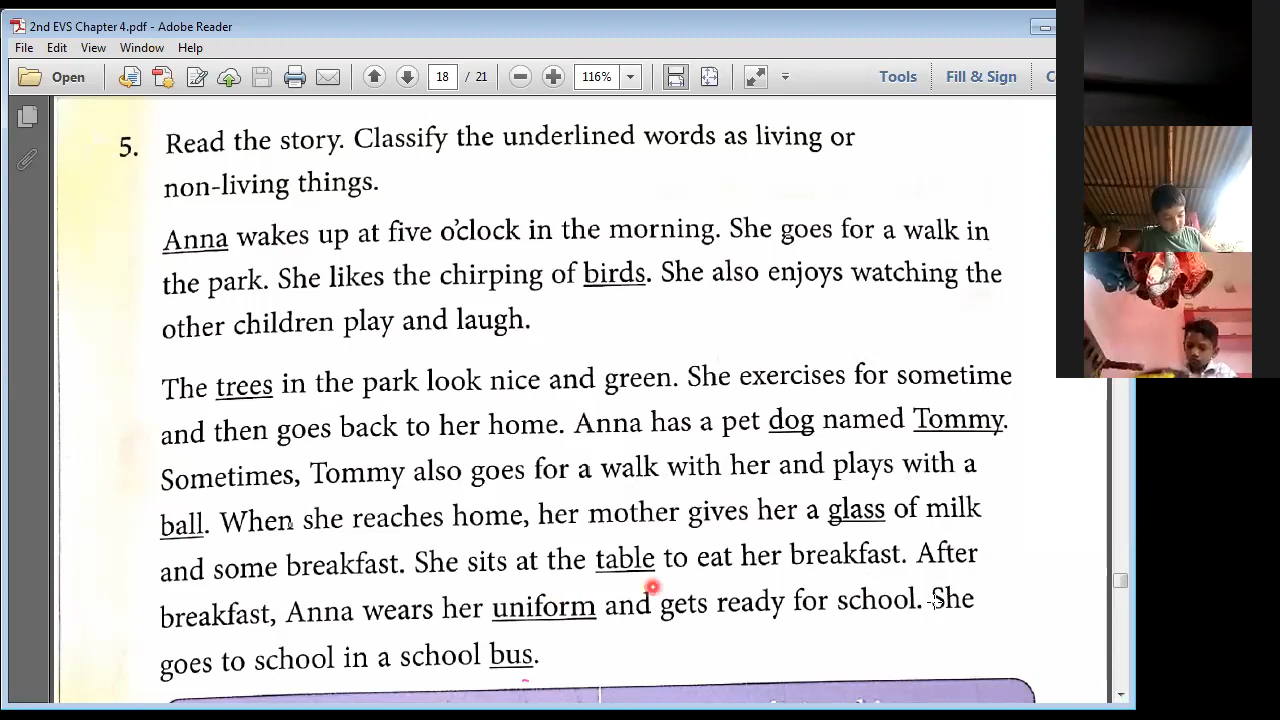 2nd EVS Chapter 4.pdf - Adobe Reader
File Edit View Window Help
Open 18 / 21 116% Tools Fill & Sign
5. Read the story. Classify the underlined words as living or
non-living things.
Anna wakes up at five o'clock in the morning. She goes for a walk in
the park. She likes the chirping of birds. She also enjoys watching the
other children play and laugh.
The trees in the park look nice and green. She exercises for sometime
and then goes back to her home. Anna has a pet dog named Tommy.
Sometimes, Tommy also goes for a walk with her and plays with a
ball. When she reaches home, her mother gives her a glass of milk
and some breakfast. She sits at the table to eat her breakfast. After
breakfast, Anna wears her uniform and gets ready for school. She
goes to school in a school bus.